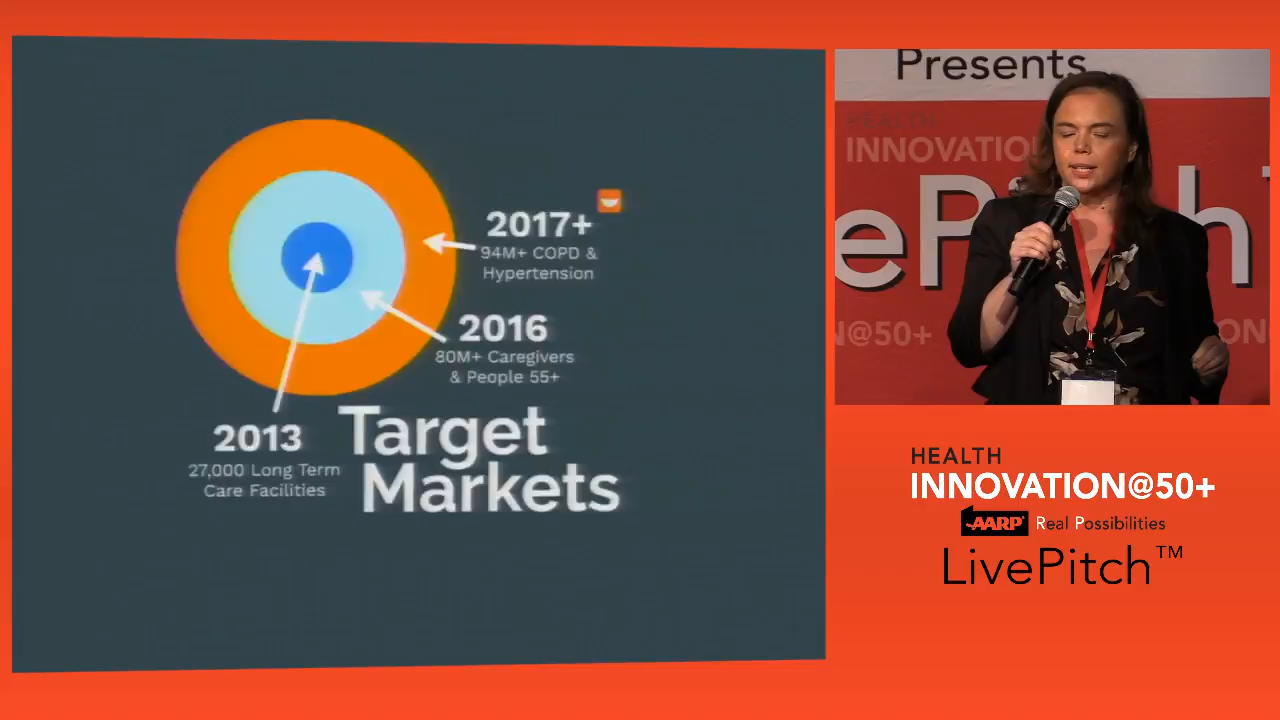 2017+
94M+ COPD &
Hypertension
2016
80M+ Caregivers
& People 55+
2013
27,000 Long Term
Care Facilities
Target
Markets
Presents
HEALTH
INNOVATIO
ePitch
N@50+
ON
HEALTH
INNOVATION@50+
AARP Real Possibilities
LivePitch™